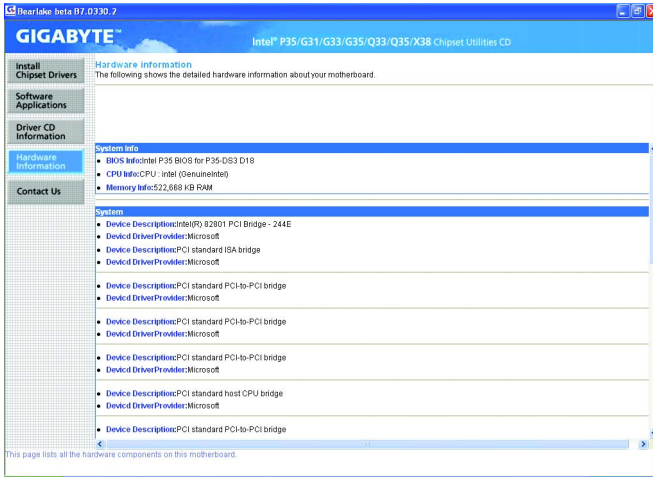 Bearlake beta B7.0330.2
GIGABYTE™
Intel® P35/G31/G33/G35/Q33/Q35/X38 Chipset Utilities CD
Install
Chipset Drivers
Software
Applications
Driver CD
Information
Hardware
Information
Contact Us
Hardware information
The following shows the detailed hardware information about your motherboard.
System Info
BIOS Info:Intel P35 BIOS for P35-DS3 D18
CPU Info:CPU : intel (GenuineIntel)
Memory Info:522,668 KB RAM
System
Device Description:Intel(R) 82801 PCI Bridge - 244E
Devicd DriverProvider:Microsoft
Device Description:PCI standard ISA bridge
Devicd DriverProvider:Microsoft
Device Description:PCI standard PCI-to-PCI bridge
Devicd DriverProvider:Microsoft
Device Description:PCI standard PCI-to-PCI bridge
Devicd DriverProvider:Microsoft
Device Description:PCI standard PCI-to-PCI bridge
Devicd DriverProvider:Microsoft
Device Description:PCI standard host CPU bridge
Devicd DriverProvider:Microsoft
Device Description:PCI standard PCI-to-PCI bridge
This page lists all the hardware components on this motherboard.